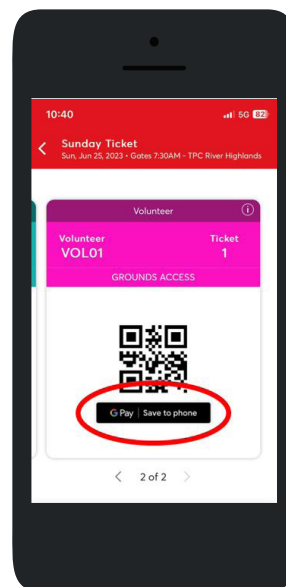 10:40 5G 82
Sunday Ticket
Sun, Jun 25, 2023 • Gates 7:30AM - TPC River Highlands
Volunteer
Volunteer Ticket
VOL01 1
GROUNDS ACCESS
G Pay | Save to phone
2 of 2